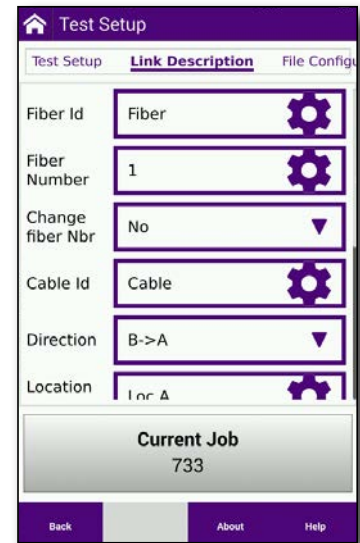 Test Setup
Test Setup Link Description File Configu
Fiber Id Fiber
Fiber
Number
1
Change
fiber Nbr
No
Cable Id Cable
Direction B->A
Location Loc A
Current Job
733
Back About Help